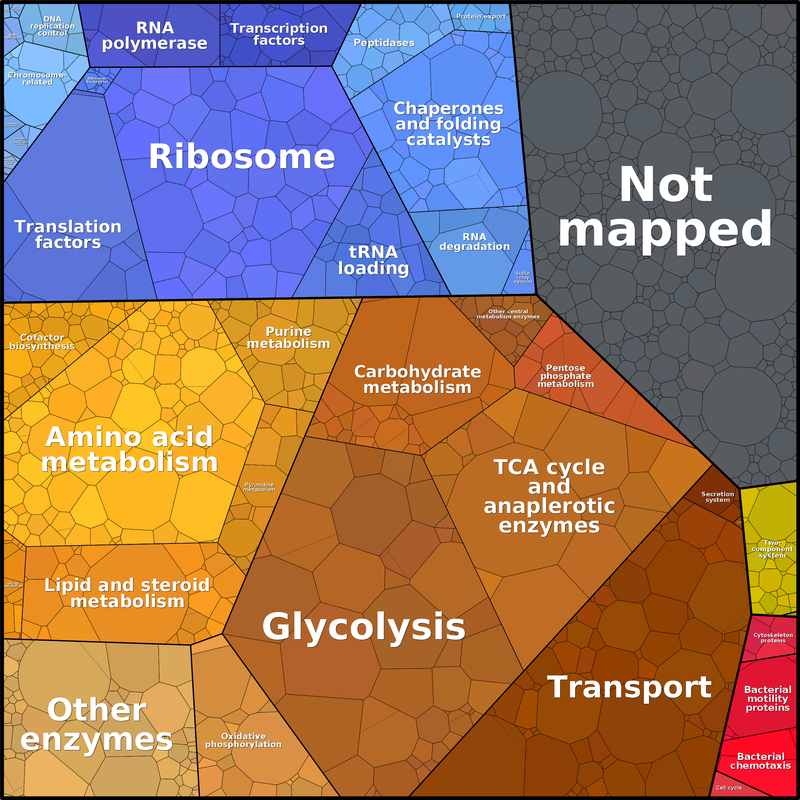 DNA
replication
control
RNA
polymerase
Transcription
factors
Peptidases
Protein export
Chromosome-
related
Chaperones
and folding
catalysts
Ribosome
Not
mapped
Translation
factors
tRNA
loading
RNA
degradation
Sulfur
relay
system
Cofactor
biosynthesis
Purine
metabolism
Other central
metabolism enzymes
Carbohydrate
metabolism
Pentose
phosphate
metabolism
Amino acid
metabolism
Pyrimidine
metabolism
TCA cycle
and
anaplerotic
enzymes
Secretion
system
Two-
component
system
Lipid and steroid
metabolism
Glycolysis
Cytoskeleton
proteins
Transport
Bacterial
motility
proteins
Other
enzymes
Oxidative
phosphorylation
Bacterial
chemotaxis
Cell cycle